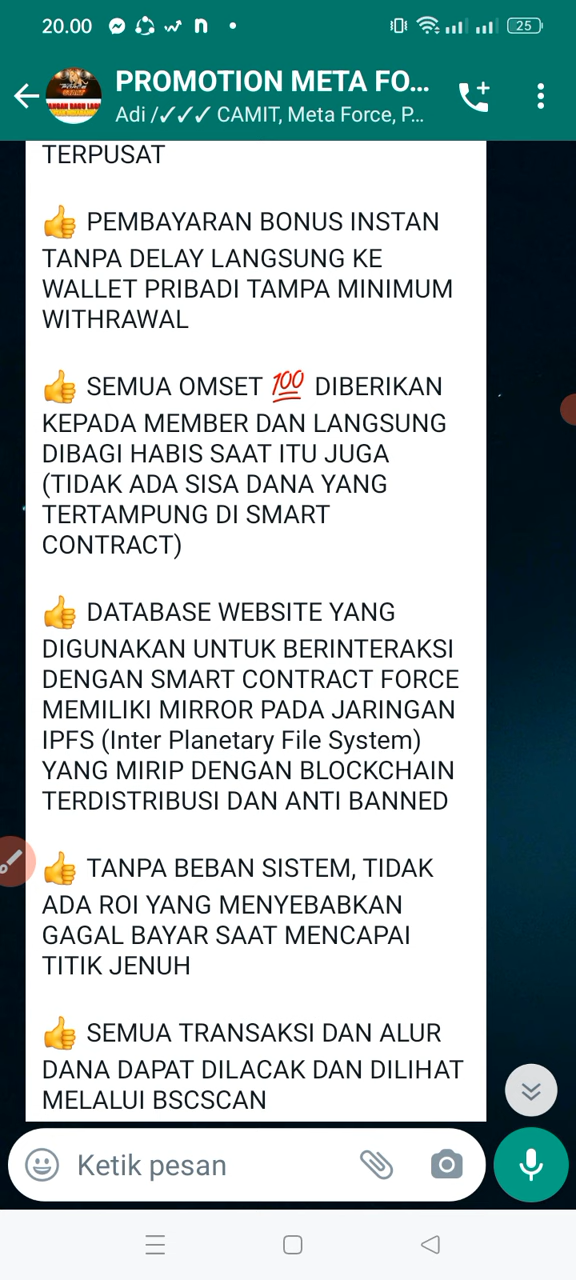 20.00
25
PROMOTION META FO...
Adi /✓✓✓ CAMIT, Meta Force, P...
TERPUSAT
👍 PEMBAYARAN BONUS INSTAN
TANPA DELAY LANGSUNG KE
WALLET PRIBADI TAMPA MINIMUM
WITHRAWAL
👍 SEMUA OMSET 💯 DIBERIKAN
KEPADA MEMBER DAN LANGSUNG
DIBAGI HABIS SAAT ITU JUGA
(TIDAK ADA SISA DANA YANG
TERTAMPUNG DI SMART
CONTRACT)
👍 DATABASE WEBSITE YANG
DIGUNAKAN UNTUK BERINTERAKSI
DENGAN SMART CONTRACT FORCE
MEMILIKI MIRROR PADA JARINGAN
IPFS (Inter Planetary File System)
YANG MIRIP DENGAN BLOCKCHAIN
TERDISTRIBUSI DAN ANTI BANNED
👍 TANPA BEBAN SISTEM, TIDAK
ADA ROI YANG MENYEBABKAN
GAGAL BAYAR SAAT MENCAPAI
TITIK JENUH
👍 SEMUA TRANSAKSI DAN ALUR
DANA DAPAT DILACAK DAN DILIHAT
MELALUI BSCSCAN
Ketik pesan